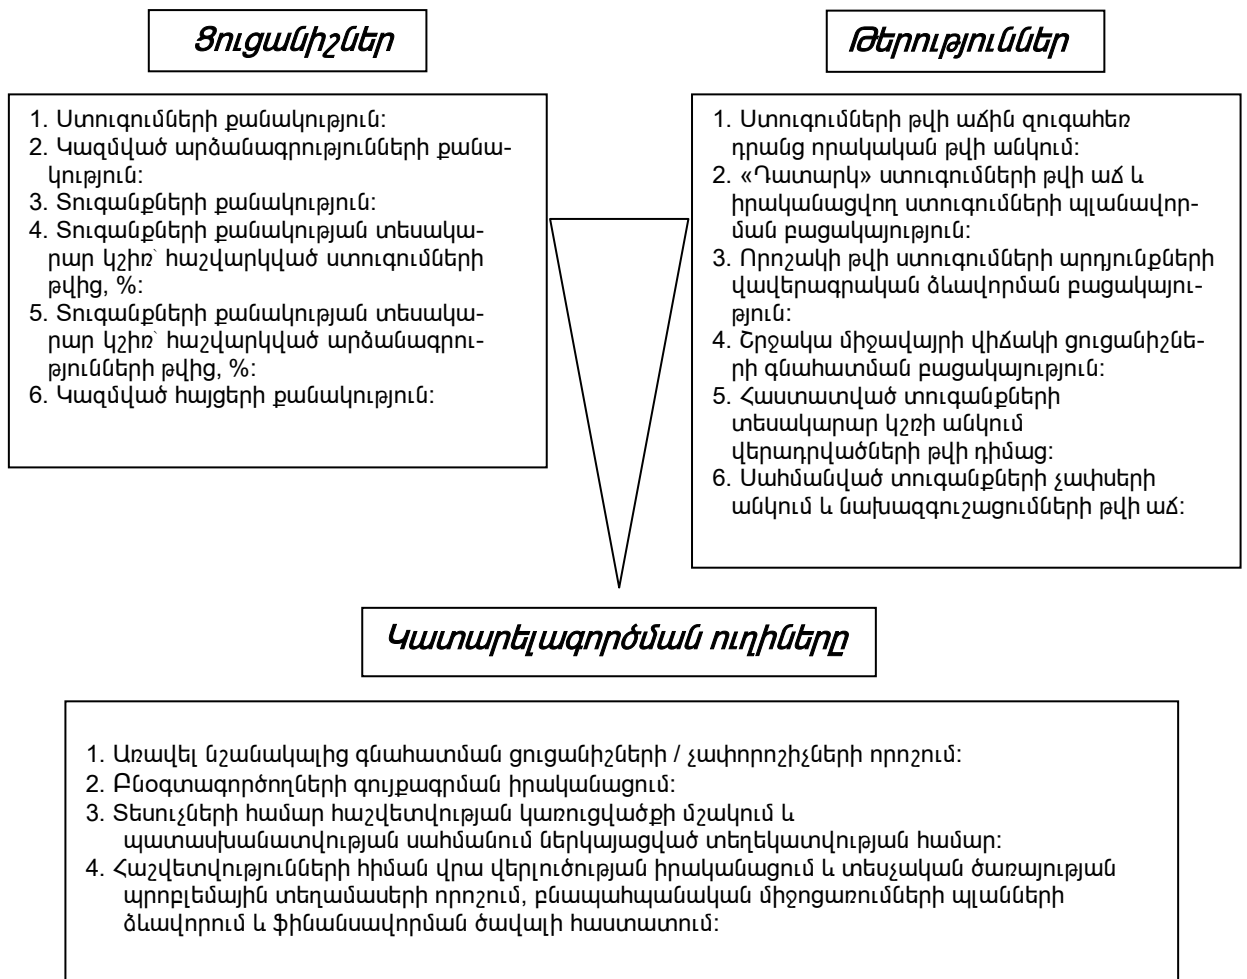 Ցուցանիշներ
1. Ստուգումների քանակություն:
2. Կազմված արձանագրությունների քանա-
կություն:
3. Տուգանքների քանակություն:
4. Տուգանքների քանակության տեսակա-
րար կշիռ՝ հաշվարկված ստուգումների
թվից, %:
5. Տուգանքների քանակության տեսակա-
րար կշիռ՝ հաշվարկված արձանագրու-
թյունների թվից, %:
6. Կազմված հայցերի քանակություն:
Թերություններ
1. Ստուգումների թվի աճին զուգահեռ
դրանց որակական թվի անկում:
2. «Դատարկ» ստուգումների թվի աճ և
իրականացվող ստուգումների պլանավոր-
ման բացակայություն:
3. Որոշակի թվի ստուգումների արդյունքների
վավերագրական ձևավորման բացակայու-
թյուն:
4. Շրջակա միջավայրի վիճակի ցուցանիշնե-
րի գնահատման բացակայություն:
5. Հաստատված տուգանքների
տեսակարար կշռի անկում
վերադրվածների թվի դիմաց:
6. Սահմանված տուգանքների չափսերի
անկում և նախազգուշացումների թվի աճ:
Կատարելագործման ուղիները
1. Առավել նշանակալից գնահատման ցուցանիշների / չափորոշիչների որոշում:
2. Բնօգտագործողների գույքագրման իրականացում:
3. Տեսուչների համար հաշվետվության կառուցվածքի մշակում և
պատասխանատվության սահմանում ներկայացված տեղեկատվության համար:
4. Հաշվետվությունների հիման վրա վերլուծության իրականացում և տեսչական ծառայության
պրոբլեմային տեղամասերի որոշում, բնապահպանական միջոցառումների պլանների
ձևավորում և ֆինանսավորման ծավալի հաստատում: